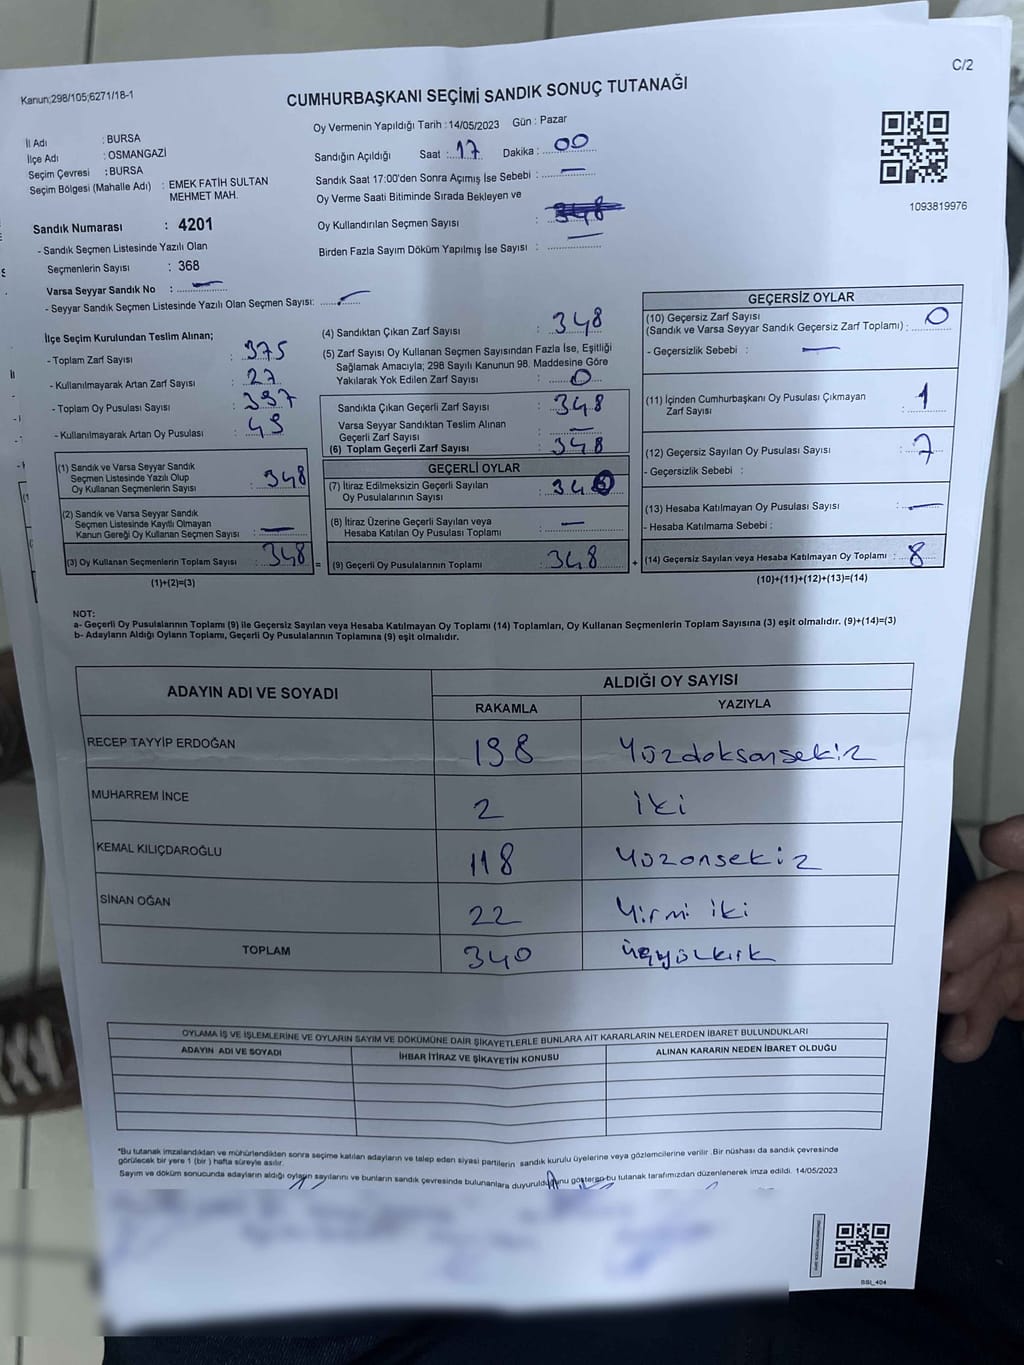 C/2
Kanun;298/105;6271/18-1
CUMHURBAŞKANI SEÇİMİ SANDIK SONUÇ TUTANAĞI
Oy Vermenin Yapıldığı Tarih : 14/05/2023 Gün : Pazar
İl Adı : BURSA
İlçe Adı : OSMANGAZİ
Seçim Çevresi : BURSA
Seçim Bölgesi (Mahalle Adı) : EMEK FATİH SULTAN
MEHMET MAH.
Sandık Numarası : 4201
- Sandık Seçmen Listesinde Yazılı Olan
Seçmenlerin Sayısı : 368
Varsa Seyyar Sandık No : —
- Seyyar Sandık Seçmen Listesinde Yazılı Olan Seçmen Sayısı:
Sandığın Açıldığı Saat : 17 Dakika : 00
Sandık Saat 17:00'den Sonra Açımış İse Sebebi : —
Oy Verme Saati Bitiminde Sırada Bekleyen ve
Oy Kullandırılan Seçmen Sayısı : —
Birden Fazla Sayım Döküm Yapılmış İse Sayısı :
1093819976
İlçe Seçim Kurulundan Teslim Alınan;
- Toplam Zarf Sayısı : 375
- Kullanılmayarak Artan Zarf Sayısı : 27
- Toplam Oy Pusulası Sayısı : 397
- Kullanılmayarak Artan Oy Pusulası : 49
(1) Sandık ve Varsa Seyyar Sandık
Seçmen Listesinde Yazılı Olup
Oy Kullanan Seçmenlerin Sayısı : 348
(2) Sandık ve Varsa Seyyar Sandık
Seçmen Listesinde Kayıtlı Olmayan
Kanun Gereği Oy Kullanan Seçmen Sayısı : —
(3) Oy Kullanan Seçmenlerin Toplam Sayısı : 348
(1)+(2)=(3)
(4) Sandıktan Çıkan Zarf Sayısı : 348
(5) Zarf Sayısı Oy Kullanan Seçmen Sayısından Fazla İse, Eşitliği
Sağlamak Amacıyla; 298 Sayılı Kanunun 98. Maddesine Göre
Yakılarak Yok Edilen Zarf Sayısı : 0
Sandıkta Çıkan Geçerli Zarf Sayısı : 348
Varsa Seyyar Sandıktan Teslim Alınan
Geçerli Zarf Sayısı : —
(6) Toplam Geçerli Zarf Sayısı : 348
GEÇERLİ OYLAR
(7) İtiraz Edilmeksizin Geçerli Sayılan
Oy Pusulalarının Sayısı : 34
(8) İtiraz Üzerine Geçerli Sayılan veya
Hesaba Katılan Oy Pusulası Toplamı : —
= (9) Geçerli Oy Pusulalarının Toplamı : 348 +
GEÇERSİZ OYLAR
(10) Geçersiz Zarf Sayısı
(Sandık ve Varsa Seyyar Sandık Geçersiz Zarf Toplamı) : 0
- Geçersizlik Sebebi : —
(11) İçinden Cumhurbaşkanı Oy Pusulası Çıkmayan
Zarf Sayısı : 1
(12) Geçersiz Sayılan Oy Pusulası Sayısı : 7
- Geçersizlik Sebebi :
(13) Hesaba Katılmayan Oy Pusulası Sayısı : —
- Hesaba Katılmama Sebebi :
(14) Geçersiz Sayılan veya Hesaba Katılmayan Oy Toplamı : 8
(10)+(11)+(12)+(13)=(14)
NOT:
a- Geçerli Oy Pusulalarının Toplamı (9) ile Geçersiz Sayılan veya Hesaba Katılmayan Oy Toplamı (14) Toplamları, Oy Kullanan Seçmenlerin Toplam Sayısına (3) eşit olmalıdır. (9)+(14)=(3)
b- Adayların Aldığı Oyların Toplamı, Geçerli Oy Pusulalarının Toplamına (9) eşit olmalıdır.
ADAYIN ADI VE SOYADI ALDIĞI OY SAYISI
RAKAMLA YAZIYLA
RECEP TAYYİP ERDOĞAN 198 Yüzdoksansekiz
MUHARREM İNCE 2 iki
KEMAL KILIÇDAROĞLU 118 Yüzonsekiz
SİNAN OĞAN 22 Yirmi iki
TOPLAM 340 üçyüzkırk
OYLAMA İŞ VE İŞLEMLERİNE VE OYLARIN SAYIM VE DÖKÜMÜNE DAİR ŞİKAYETLERLE BUNLARA AİT KARARLARIN NELERDEN İBARET BULUNDUKLARI
ADAYIN ADI VE SOYADI İHBAR İTİRAZ VE ŞİKAYETİN KONUSU ALINAN KARARIN NEDEN İBARET OLDUĞU
*Bu tutanak imzalandıktan ve mühürlendikten sonra seçime katılan adayların ve talep eden siyasi partilerin sandık kurulu üyelerine veya gözlemcilerine verilir .Bir nüshası da sandık çevresinde
görülecek bir yere 1 (bir ) hafta süreyle asılır.
Sayım ve döküm sonucunda adayların aldığı oyların sayılarını ve bunların sandık çevresinde bulunanlara duyurulduğunu gösteren bu tutanak tarafımızdan düzenlenerek imza edildi. 14/05/2023
BSI_404